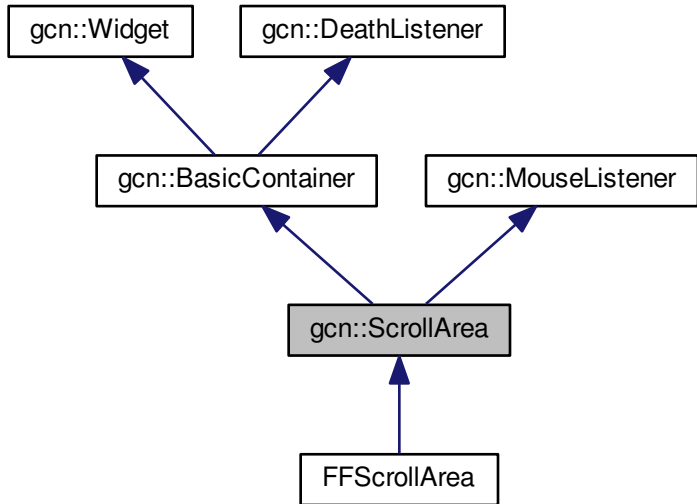 gcn::Widget
gcn::DeathListener
gcn::BasicContainer
gcn::MouseListener
gcn::ScrollArea
FFScrollArea